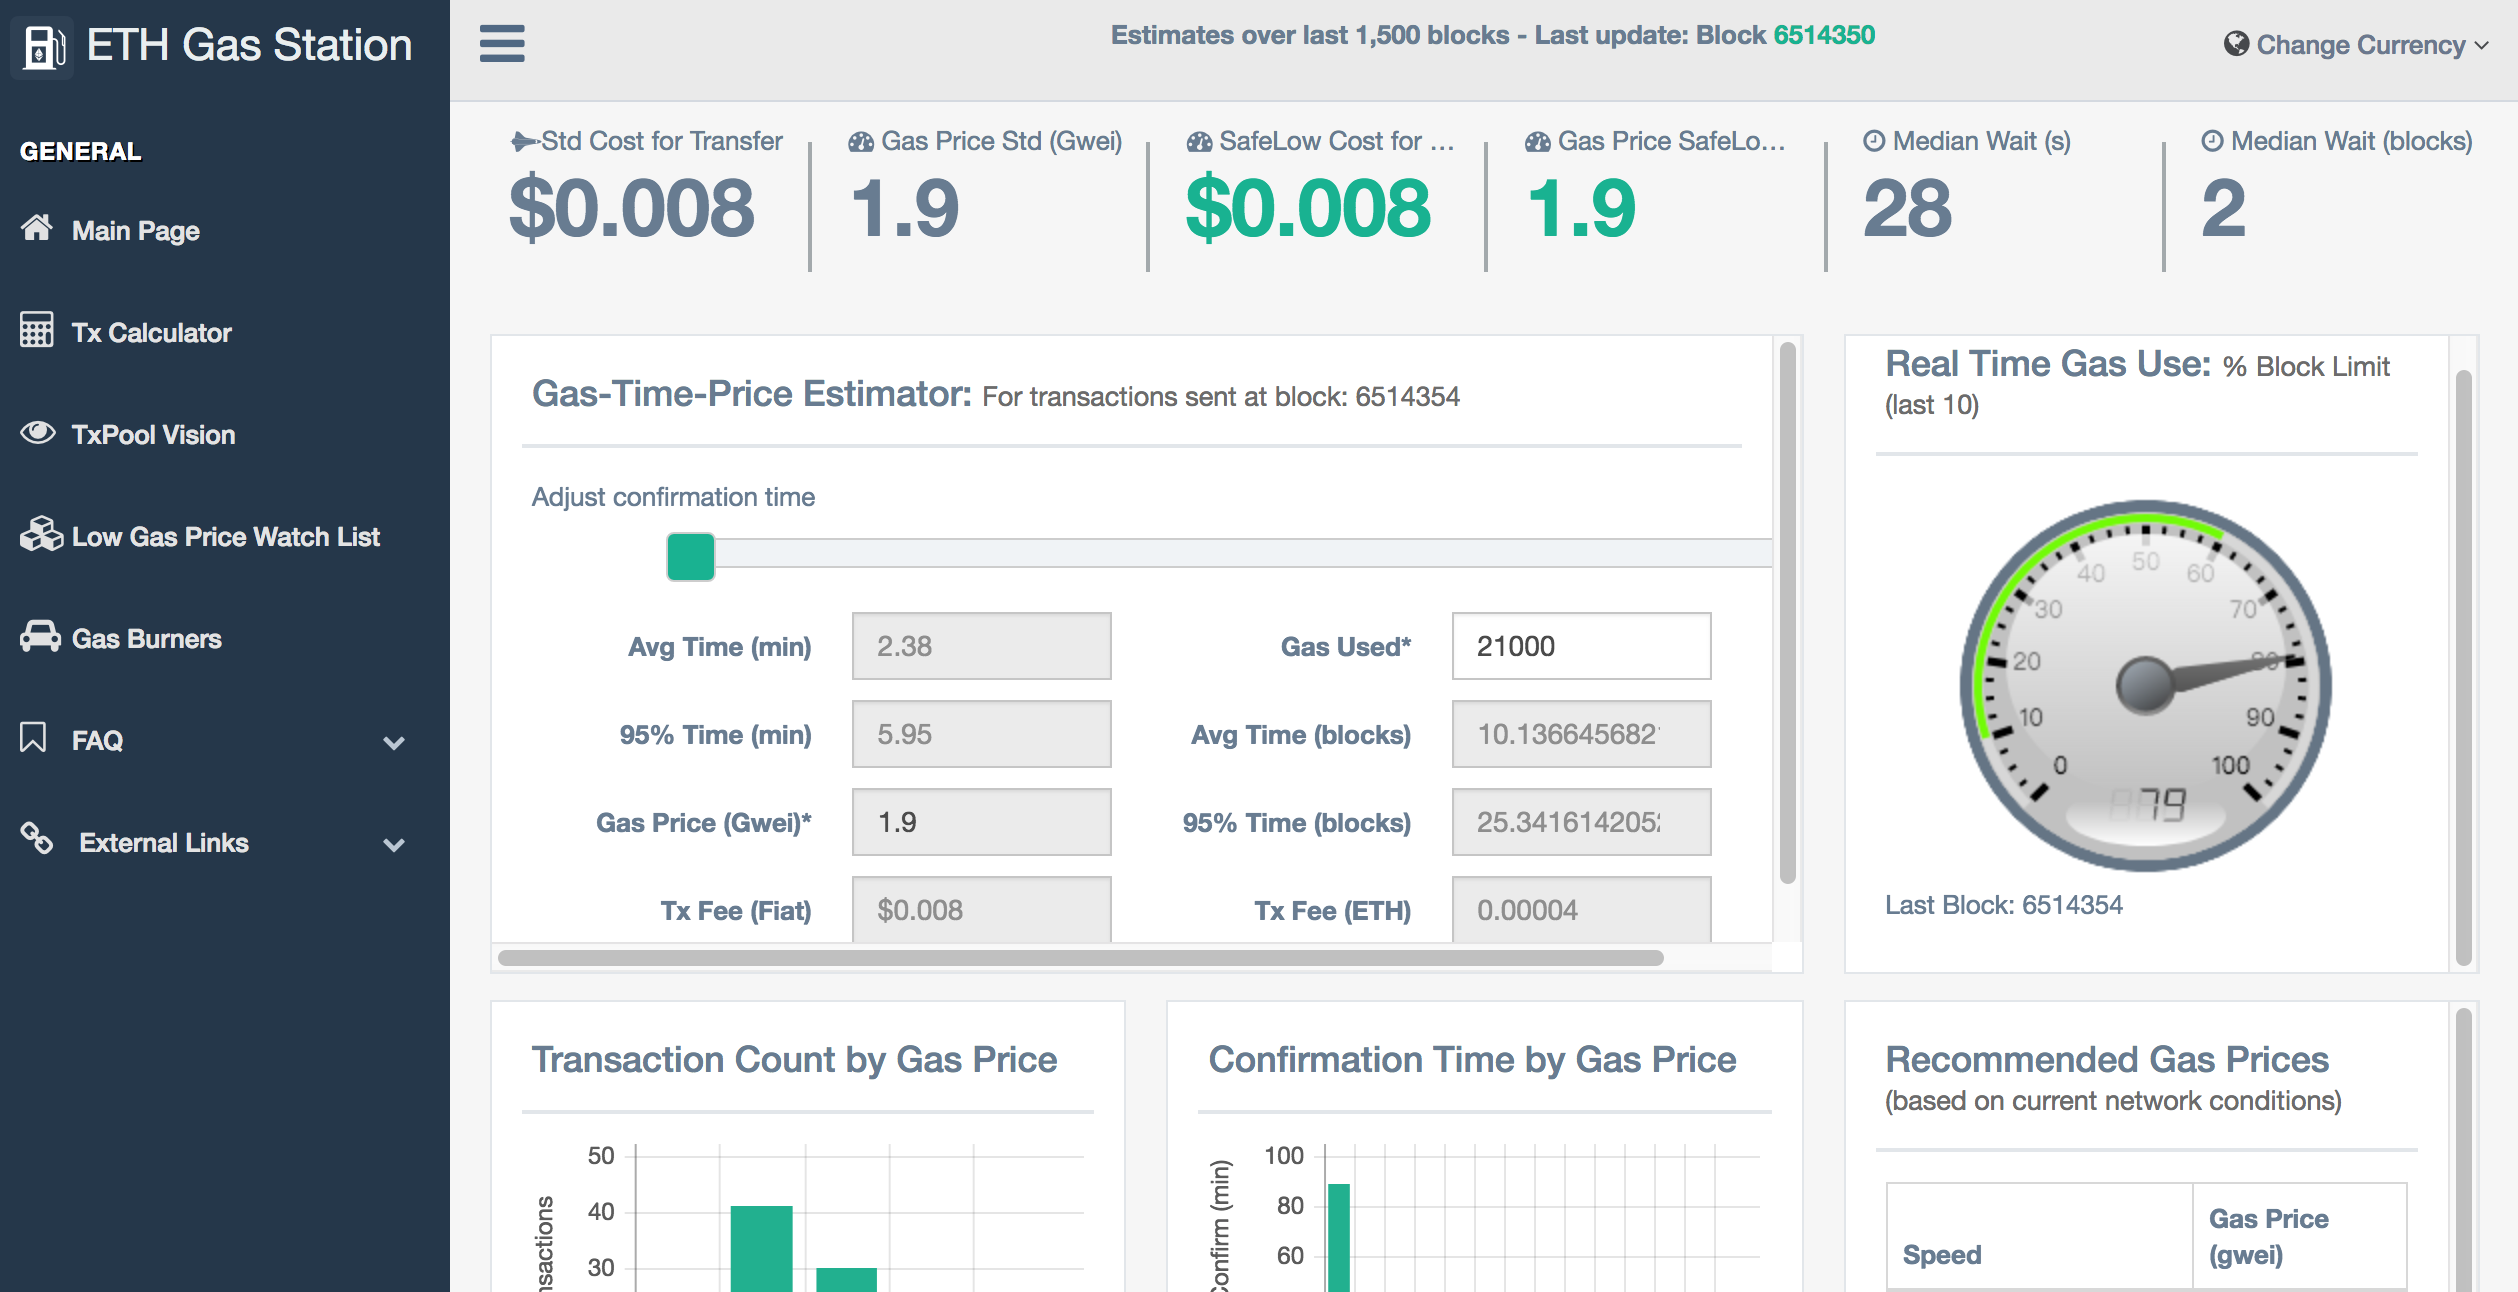 ETH Gas Station
Estimates over last 1,500 blocks - Last update: Block 6514350
Change Currency
GENERAL
Main Page
Tx Calculator
TxPool Vision
Low Gas Price Watch List
Gas Burners
FAQ
External Links
Std Cost for Transfer
$0.008
Gas Price Std (Gwei)
1.9
SafeLow Cost for ...
$0.008
Gas Price SafeLo...
1.9
Median Wait (s)
28
Median Wait (blocks)
2
Gas-Time-Price Estimator: For transactions sent at block: 6514354
Adjust confirmation time
Avg Time (min) 2.38 Gas Used* 21000
95% Time (min) 5.95 Avg Time (blocks) 10.136645682
Gas Price (Gwei)* 1.9 95% Time (blocks) 25.341614205
Tx Fee (Fiat) $0.008 Tx Fee (ETH) 0.00004
Real Time Gas Use: % Block Limit
(last 10)
0
10
20
30
40
50
60
70
80
90
100
79
Last Block: 6514354
Transaction Count by Gas Price
50
40
30
nsactions
Confirmation Time by Gas Price
100
80
60
Confirm (min)
Recommended Gas Prices
(based on current network conditions)
Speed
Gas Price
(gwei)